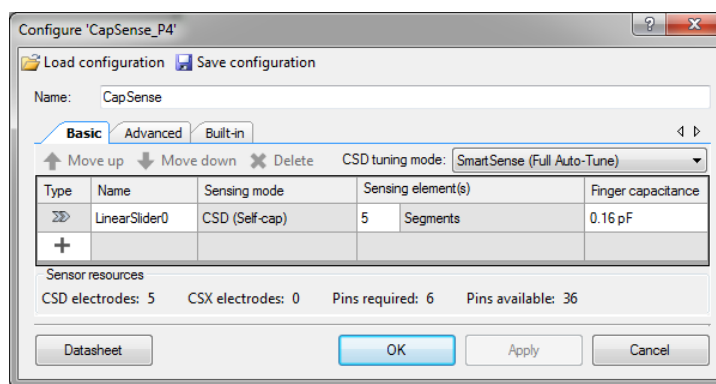 Configure 'CapSense_P4'
?
X
Load configuration Save configuration
Name: CapSense
Basic Advanced Built-in
Move up Move down Delete CSD tuning mode: SmartSense (Full Auto-Tune)
Type Name Sensing mode Sensing element(s) Finger capacitance
LinearSlider0 CSD (Self-cap) 5 Segments 0.16 pF
+
Sensor resources
CSD electrodes: 5 CSX electrodes: 0 Pins required: 6 Pins available: 36
Datasheet OK Apply Cancel